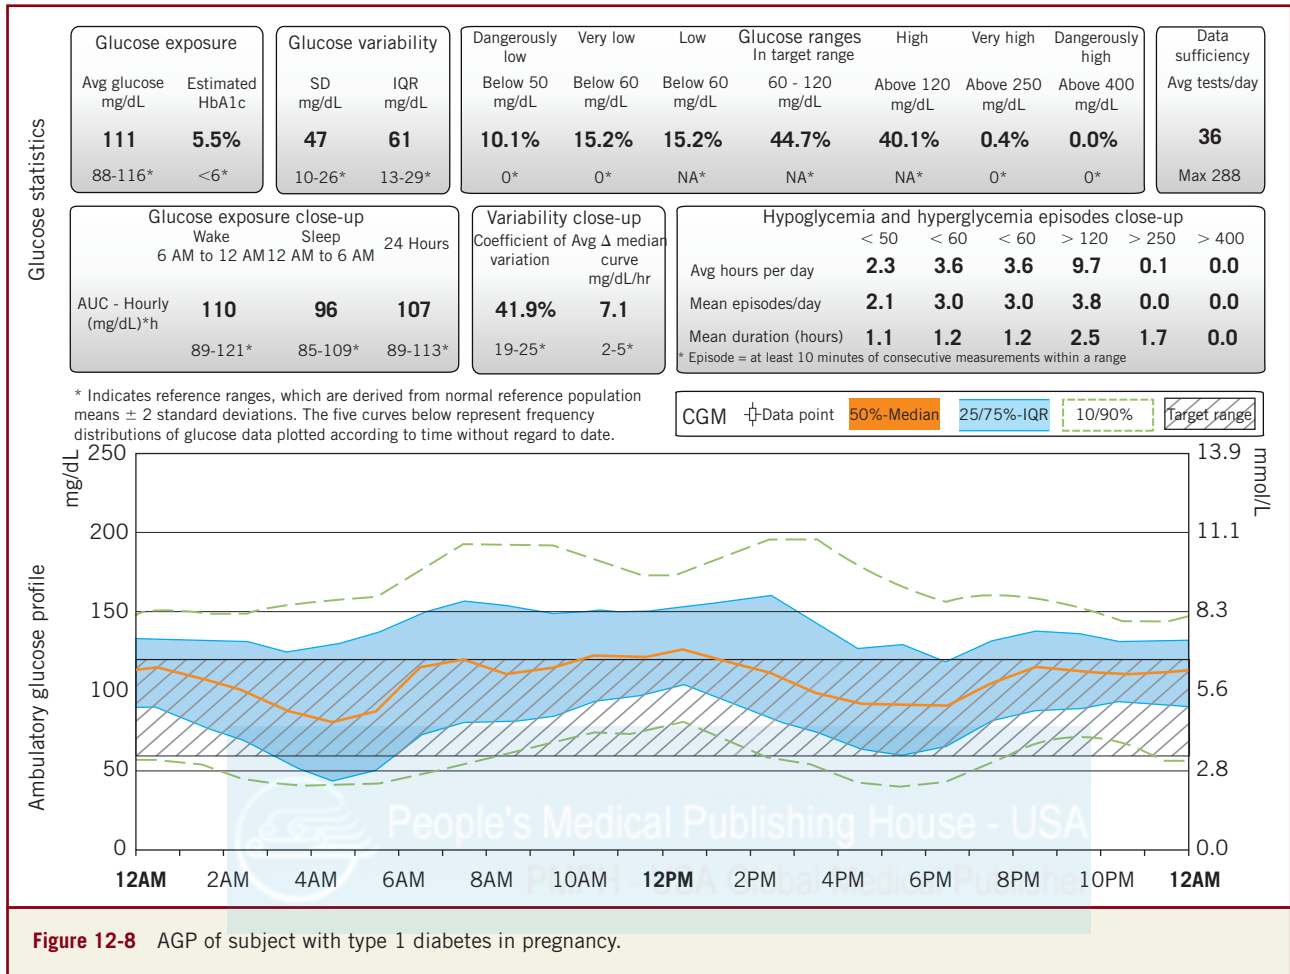 Glucose statistics
Glucose exposure
Avg glucose mg/dL
Estimated HbA1c
111 5.5%
88-116* <6*
Glucose variability
SD mg/dL
IQR mg/dL
47 61
10-26* 13-29*
Glucose ranges
Dangerously low
Very low
Low
In target range
High
Very high
Dangerously high
Below 50 mg/dL
Below 60 mg/dL
Below 60 mg/dL
60 - 120 mg/dL
Above 120 mg/dL
Above 250 mg/dL
Above 400 mg/dL
10.1% 15.2% 15.2% 44.7% 40.1% 0.4% 0.0%
0* 0* NA* NA* NA* 0* 0*
Data sufficiency
Avg tests/day
36
Max 288
Glucose exposure close-up
Wake
6 AM to 12 AM
Sleep
12 AM to 6 AM
24 Hours
AUC - Hourly
(mg/dL)*h
110 96 107
89-121* 85-109* 89-113*
Variability close-up
Coefficient of variation
Avg Δ median curve mg/dL/hr
41.9% 7.1
19-25* 2-5*
Hypoglycemia and hyperglycemia episodes close-up
< 50 < 60 < 60 > 120 > 250 > 400
Avg hours per day 2.3 3.6 3.6 9.7 0.1 0.0
Mean episodes/day 2.1 3.0 3.0 3.8 0.0 0.0
Mean duration (hours) 1.1 1.2 1.2 2.5 1.7 0.0
* Episode = at least 10 minutes of consecutive measurements within a range
* Indicates reference ranges, which are derived from normal reference population
means ± 2 standard deviations. The five curves below represent frequency
distributions of glucose data plotted according to time without regard to date.
CGM Data point 50%-Median 25/75%-IQR 10/90% Target range
Ambulatory glucose profile
mg/dL
250
200
150
100
50
0
mmol/L
13.9
11.1
8.3
5.6
2.8
0.0
12AM 2AM 4AM 6AM 8AM 10AM 12PM 2PM 4PM 6PM 8PM 10PM 12AM
People's Medical Publishing House - USA
PMPH - USA Global Medical Publisher
Figure 12-8 AGP of subject with type 1 diabetes in pregnancy.